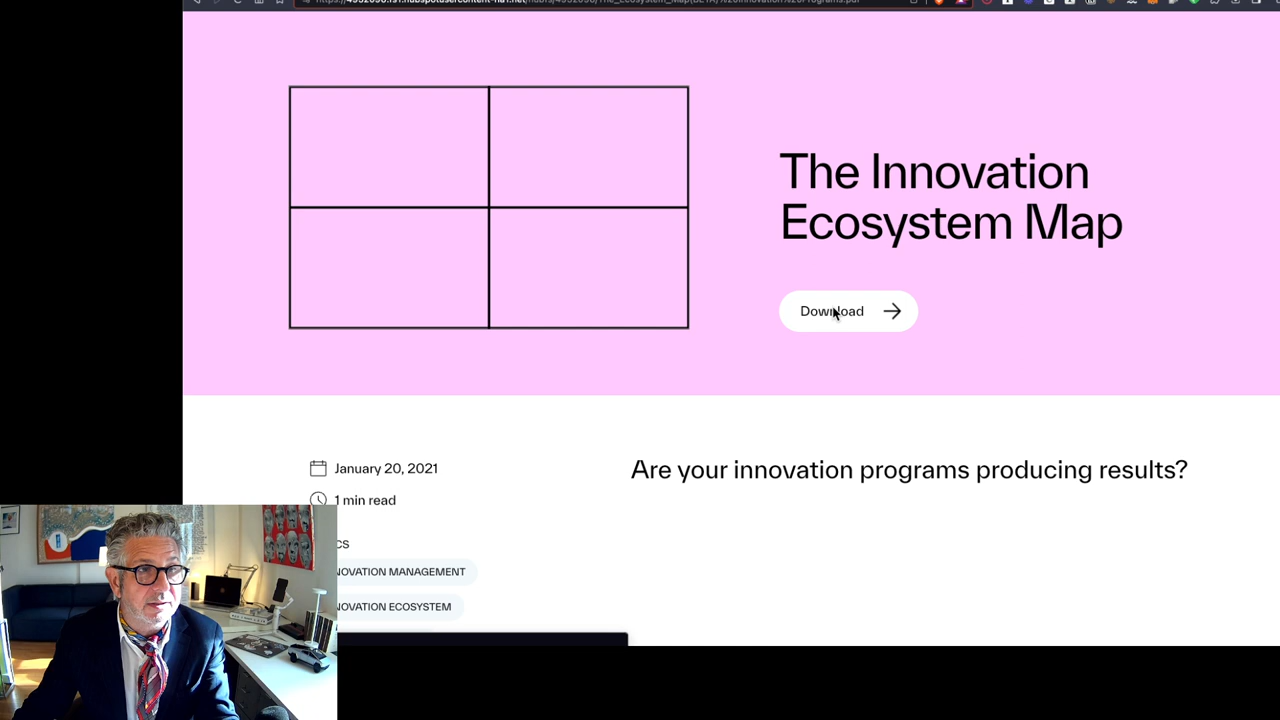 The Innovation
Ecosystem Map
Download
January 20, 2021
Are your innovation programs producing results?
1 min read
CS
NOVATION MANAGEMENT
NOVATION ECOSYSTEM